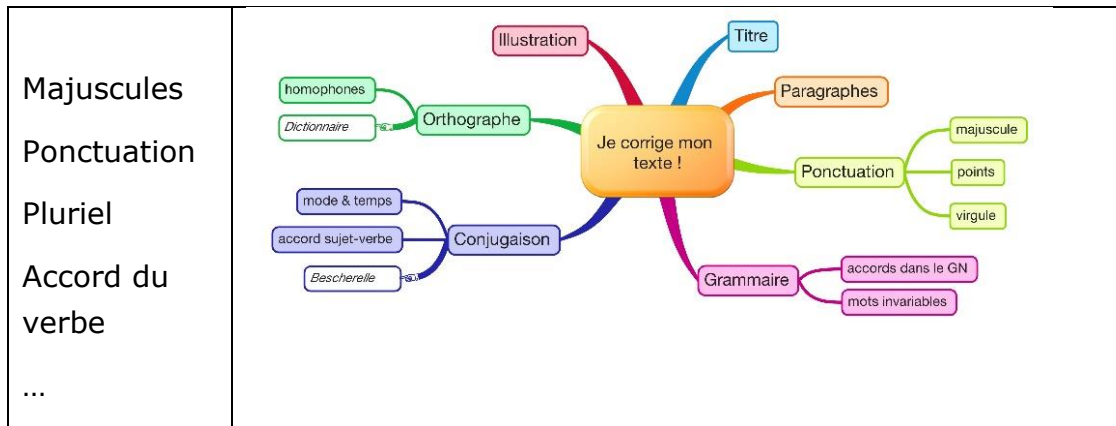 Majuscules
Ponctuation
Pluriel
Accord du
verbe
...
Illustration
Titre
homophones
Dictionnaire
Orthographe
Paragraphes
Je corrige mon
texte !
majuscule
Ponctuation
points
virgule
mode & temps
accord sujet-verbe
Conjugaison
Bescherelle
Grammaire
accords dans le GN
mots invariables